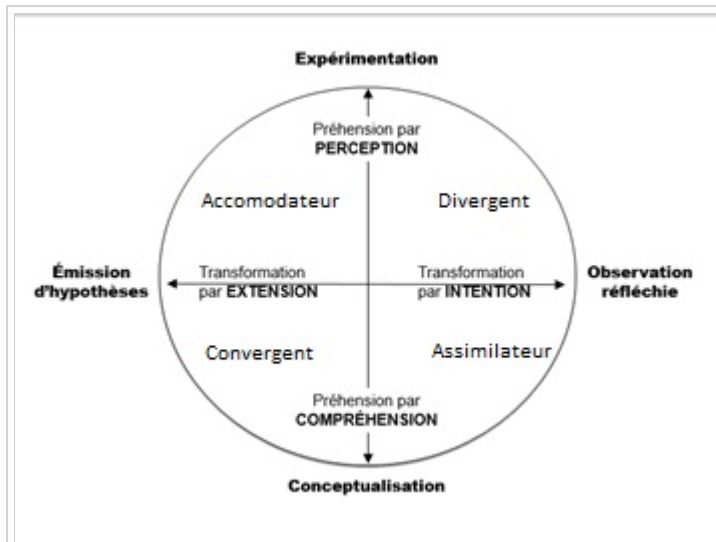 Expérimentation
Préhension par
PERCEPTION
Accomodateur
Divergent
Émission
d'hypothèses
Transformation
par EXTENSION
Transformation
par INTENTION
Observation
réfléchie
Convergent
Assimilateur
Préhension par
COMPRÉHENSION
Conceptualisation